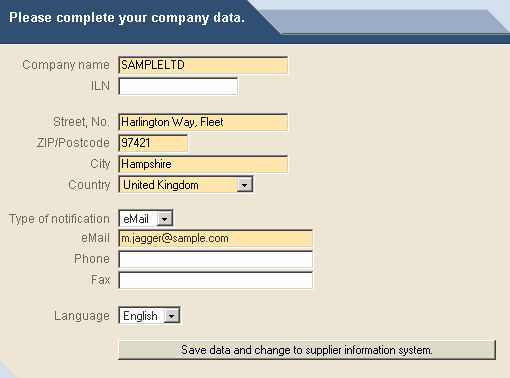 Please complete your company data.
Company name SAMPLELTD
ILN
Street, No. Harlington Way, Fleet
ZIP/Postcode 97421
City Hampshire
Country United Kingdom
Type of notification eMail
eMail m.jagger@sample.com
Phone
Fax
Language English
Save data and change to supplier information system.